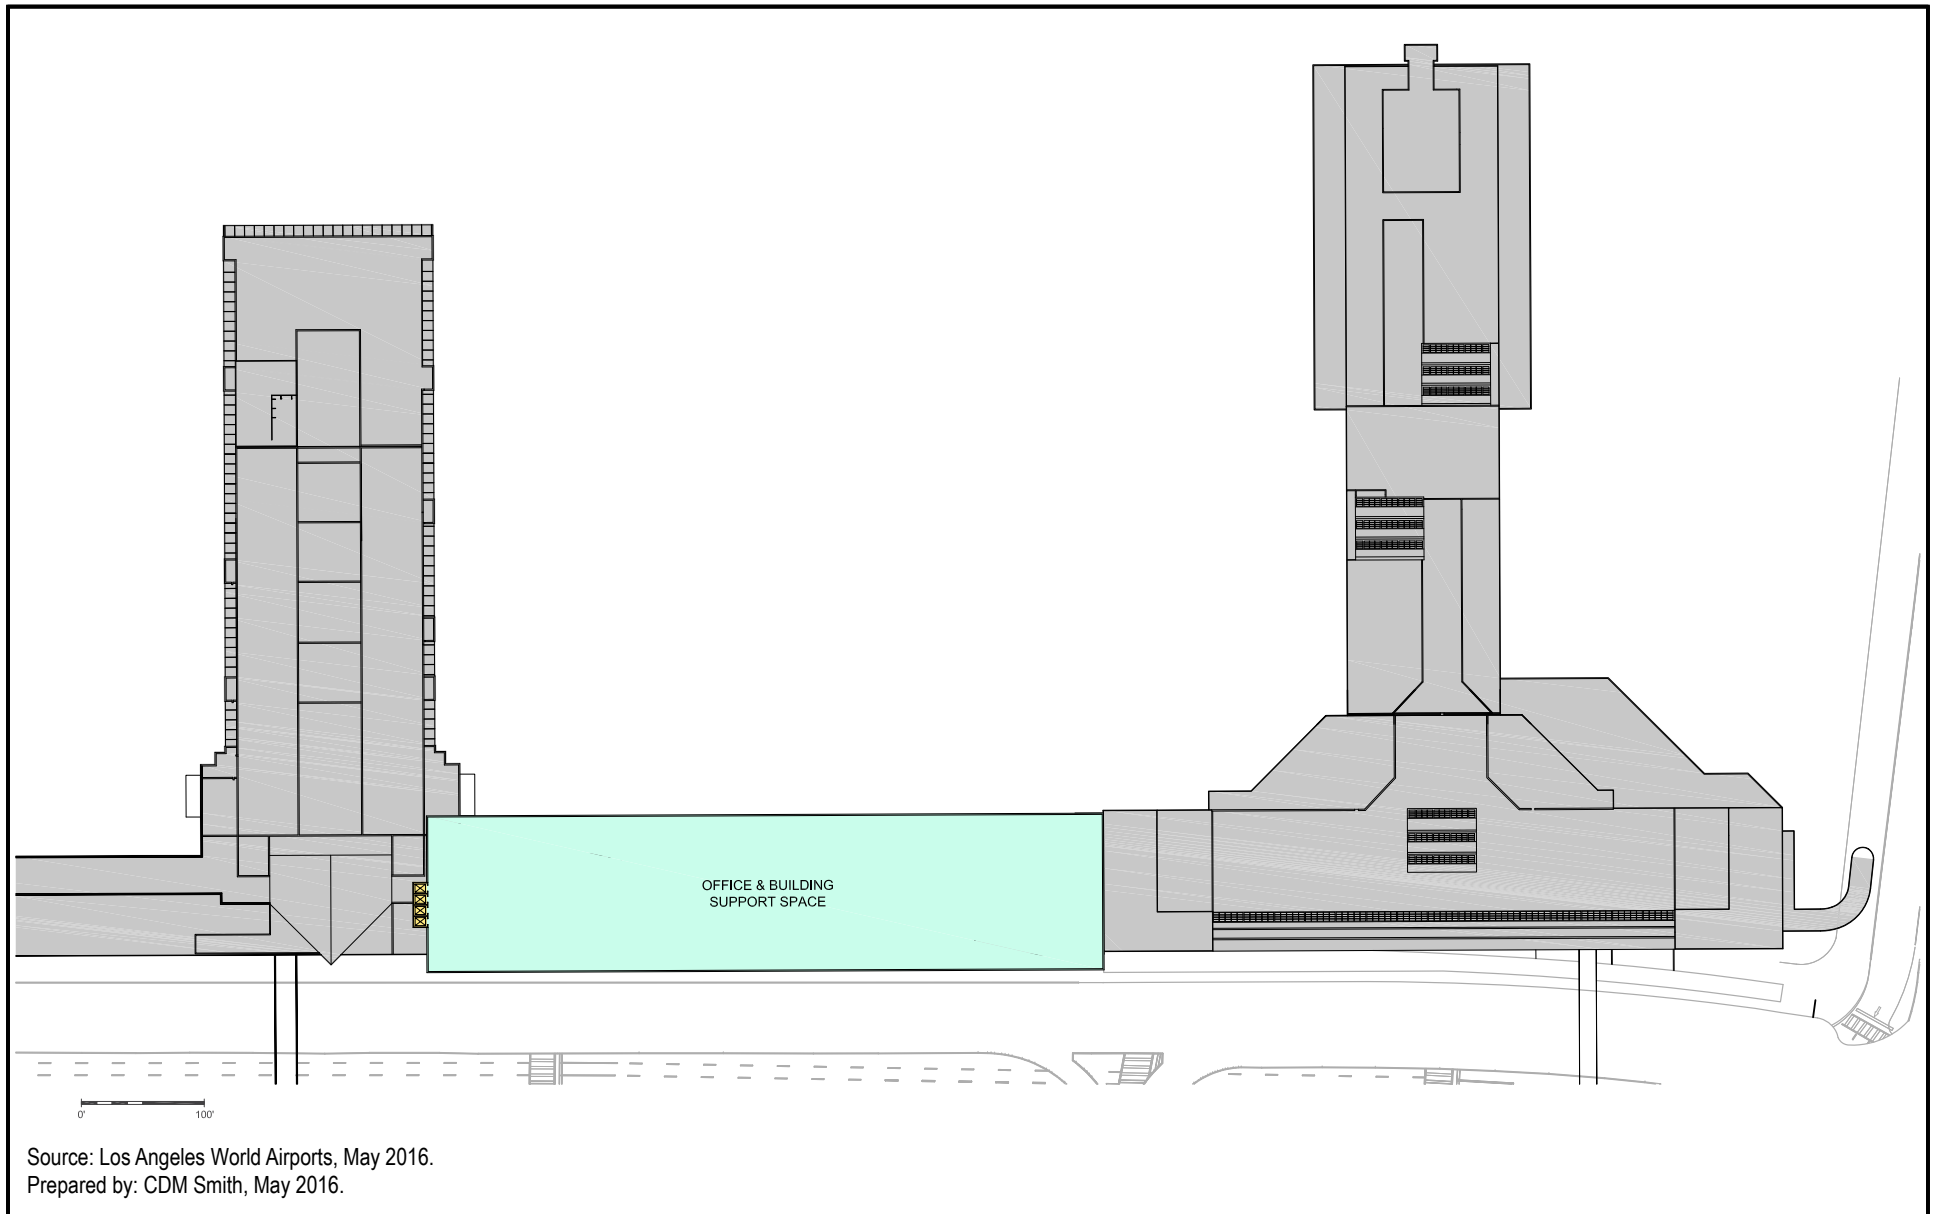 OFFICE & BUILDING
SUPPORT SPACE
0' 100'
Source: Los Angeles World Airports, May 2016.
Prepared by: CDM Smith, May 2016.